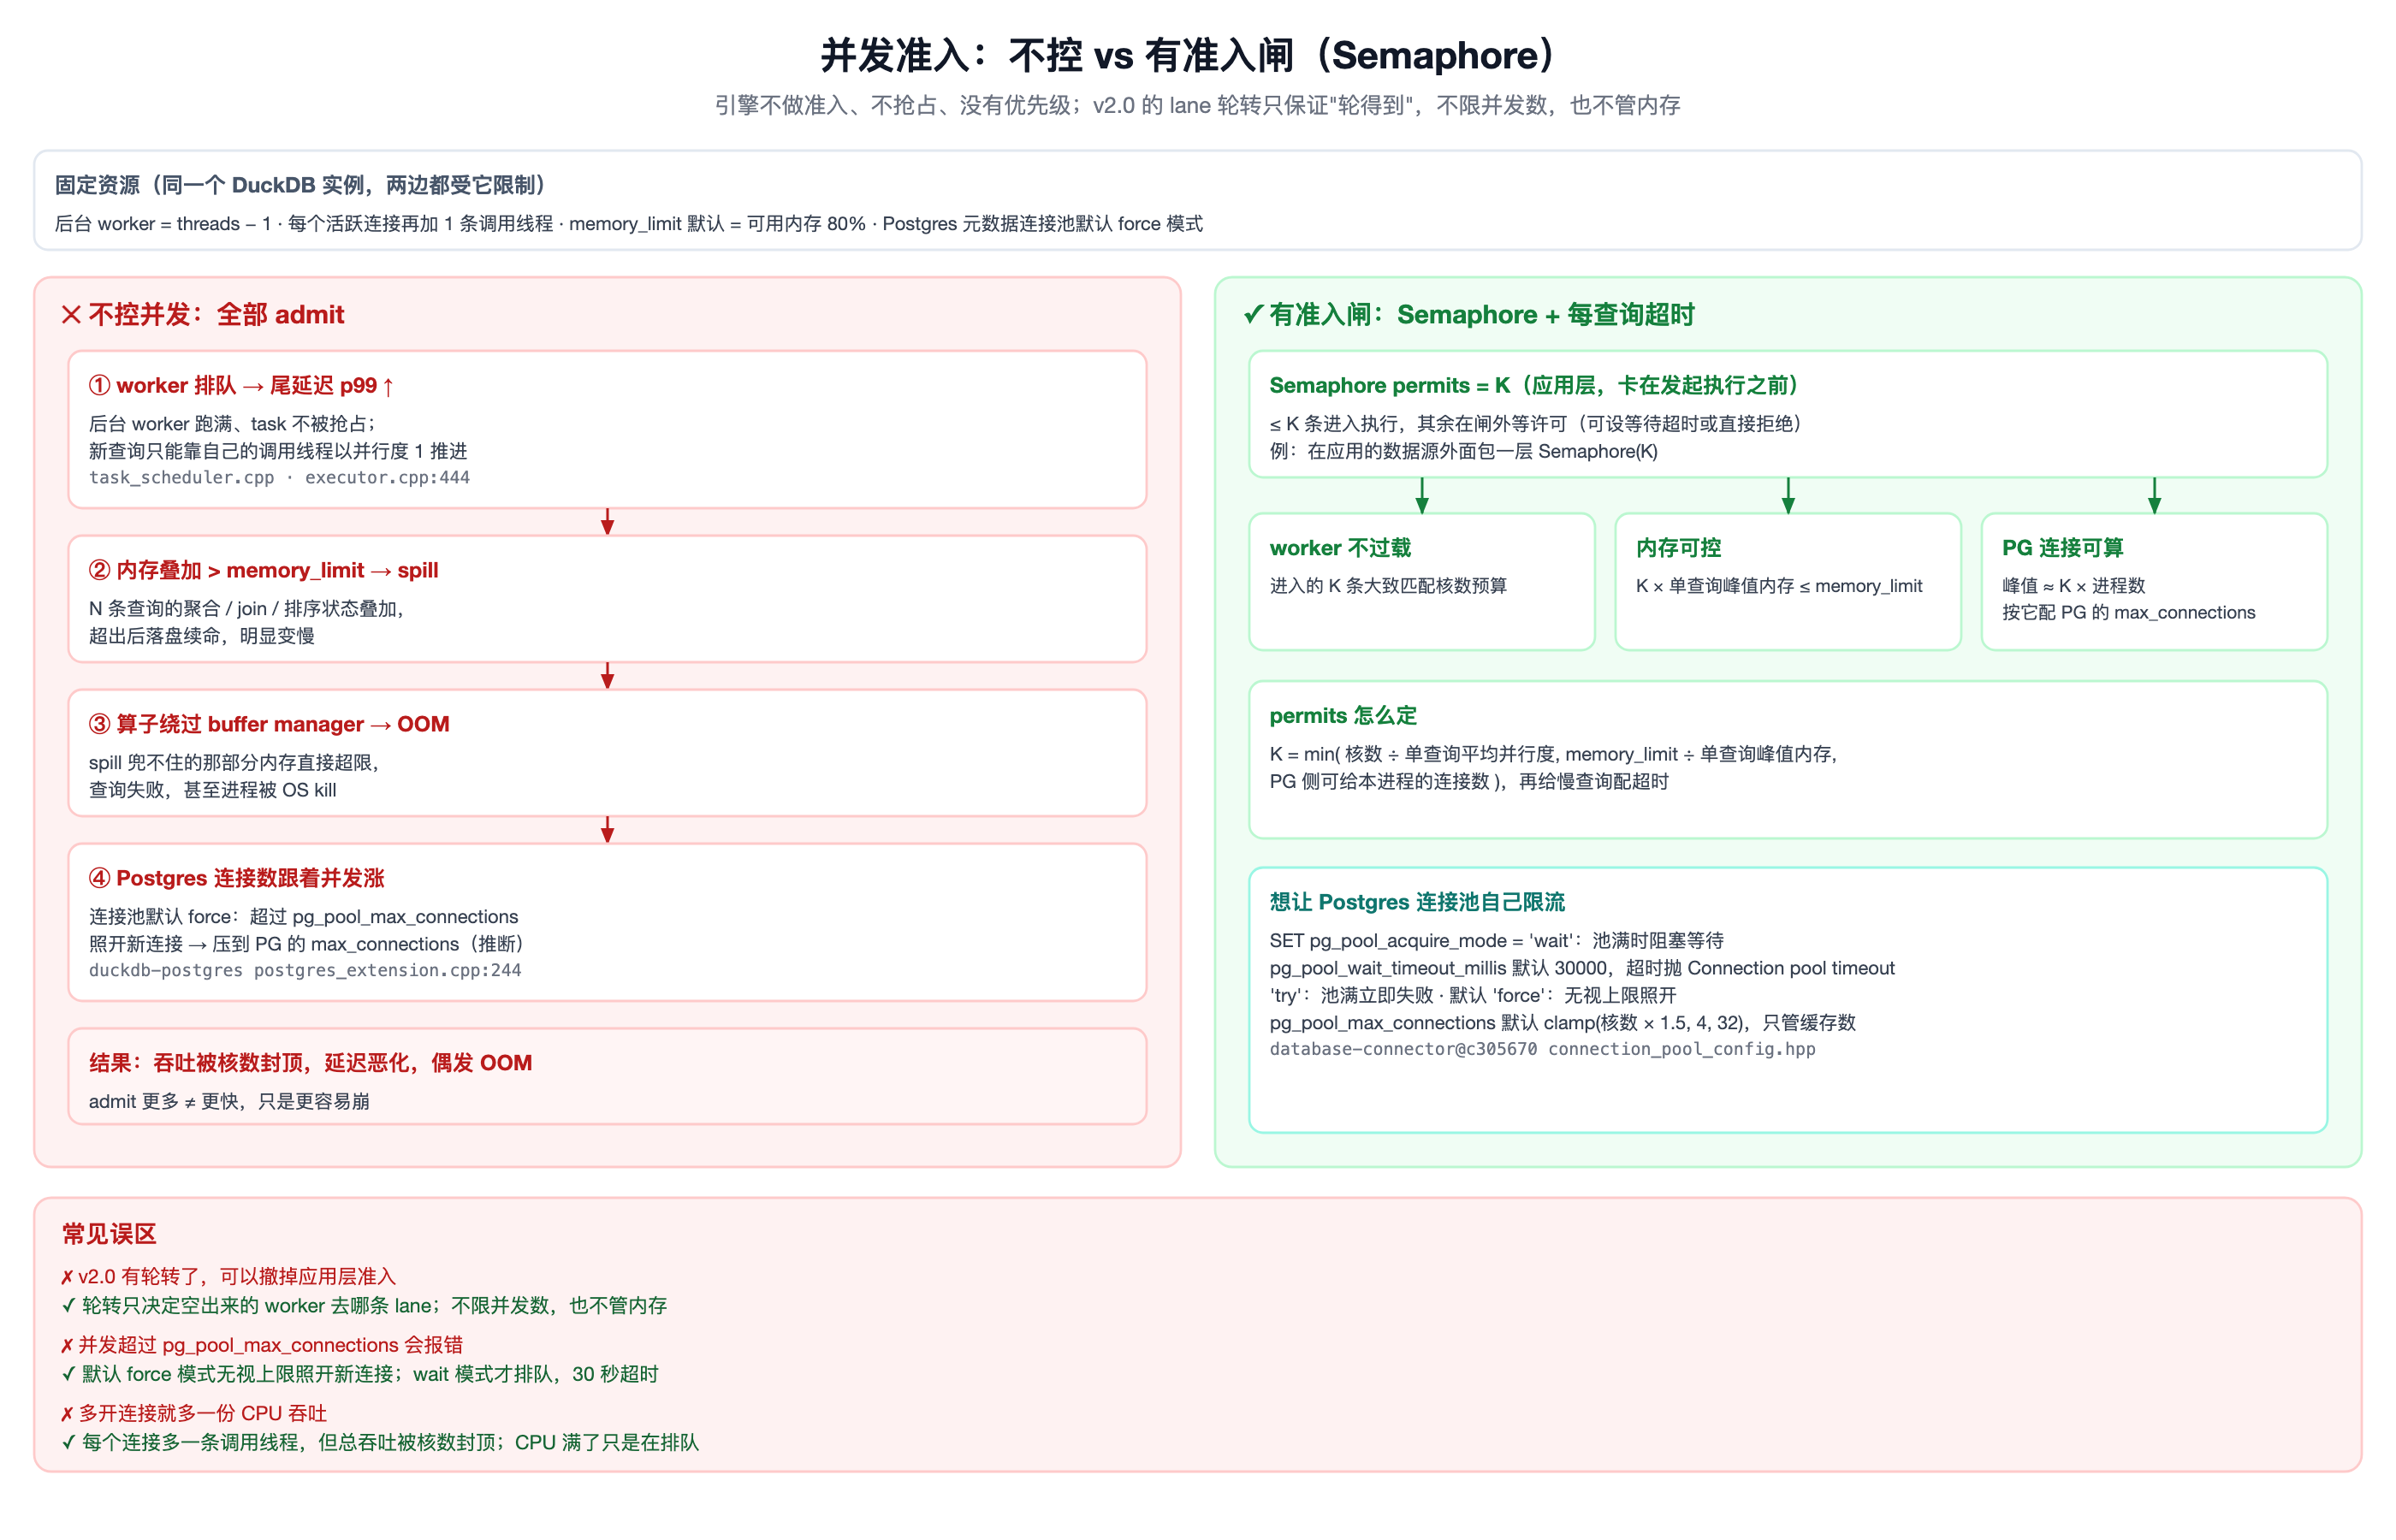 并发准入：不控 vs 有准入闸（Semaphore）
引擎不做准入、不抢占、没有优先级；v2.0 的 lane 轮转只保证"轮得到"，不限并发数，也不管内存
固定资源（同一个 DuckDB 实例，两边都受它限制）
后台 worker = threads − 1 · 每个活跃连接再加 1 条调用线程 · memory_limit 默认 = 可用内存 80% · Postgres 元数据连接池默认 force 模式
✕ 不控并发：全部 admit
① worker 排队 → 尾延迟 p99 ↑
后台 worker 跑满、task 不被抢占；
新查询只能靠自己的调用线程以并行度 1 推进
task_scheduler.cpp · executor.cpp:444
② 内存叠加 > memory_limit → spill
N 条查询的聚合 / join / 排序状态叠加，
超出后落盘续命，明显变慢
③ 算子绕过 buffer manager → OOM
spill 兜不住的那部分内存直接超限，
查询失败，甚至进程被 OS kill
④ Postgres 连接数跟着并发涨
连接池默认 force：超过 pg_pool_max_connections
照开新连接 → 压到 PG 的 max_connections（推断）
duckdb-postgres postgres_extension.cpp:244
结果：吞吐被核数封顶，延迟恶化，偶发 OOM
admit 更多 ≠ 更快，只是更容易崩
✓ 有准入闸：Semaphore + 每查询超时
Semaphore permits = K（应用层，卡在发起执行之前）
≤ K 条进入执行，其余在闸外等许可（可设等待超时或直接拒绝）
例：在应用的数据源外面包一层 Semaphore(K)
worker 不过载
进入的 K 条大致匹配核数预算
内存可控
K × 单查询峰值内存 ≤ memory_limit
PG 连接可算
峰值 ≈ K × 进程数
按它配 PG 的 max_connections
permits 怎么定
K = min( 核数 ÷ 单查询平均并行度, memory_limit ÷ 单查询峰值内存,
PG 侧可给本进程的连接数 )，再给慢查询配超时
想让 Postgres 连接池自己限流
SET pg_pool_acquire_mode = 'wait'：池满时阻塞等待
pg_pool_wait_timeout_millis 默认 30000，超时抛 Connection pool timeout
'try'：池满立即失败 · 默认 'force'：无视上限照开
pg_pool_max_connections 默认 clamp(核数 × 1.5, 4, 32)，只管缓存数
database-connector@c305670 connection_pool_config.hpp
常见误区
✗ v2.0 有轮转了，可以撤掉应用层准入
✓ 轮转只决定空出来的 worker 去哪条 lane；不限并发数，也不管内存
✗ 并发超过 pg_pool_max_connections 会报错
✓ 默认 force 模式无视上限照开新连接；wait 模式才排队，30 秒超时
✗ 多开连接就多一份 CPU 吞吐
✓ 每个连接多一条调用线程，但总吞吐被核数封顶；CPU 满了只是在排队